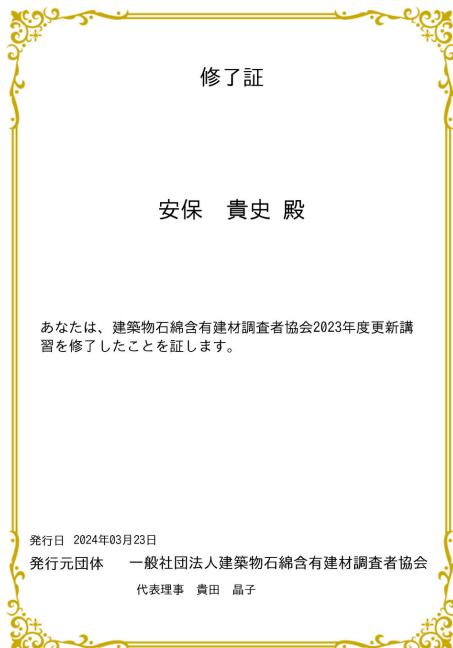 修了証
安保　貴史 殿
あなたは、建築物石綿含有建材調査者協会2023年度更新講
習を修了したことを証します。
発行日 2024年03月23日
発行元団体　一般社団法人建築物石綿含有建材調査者協会
代表理事　貴田　晶子